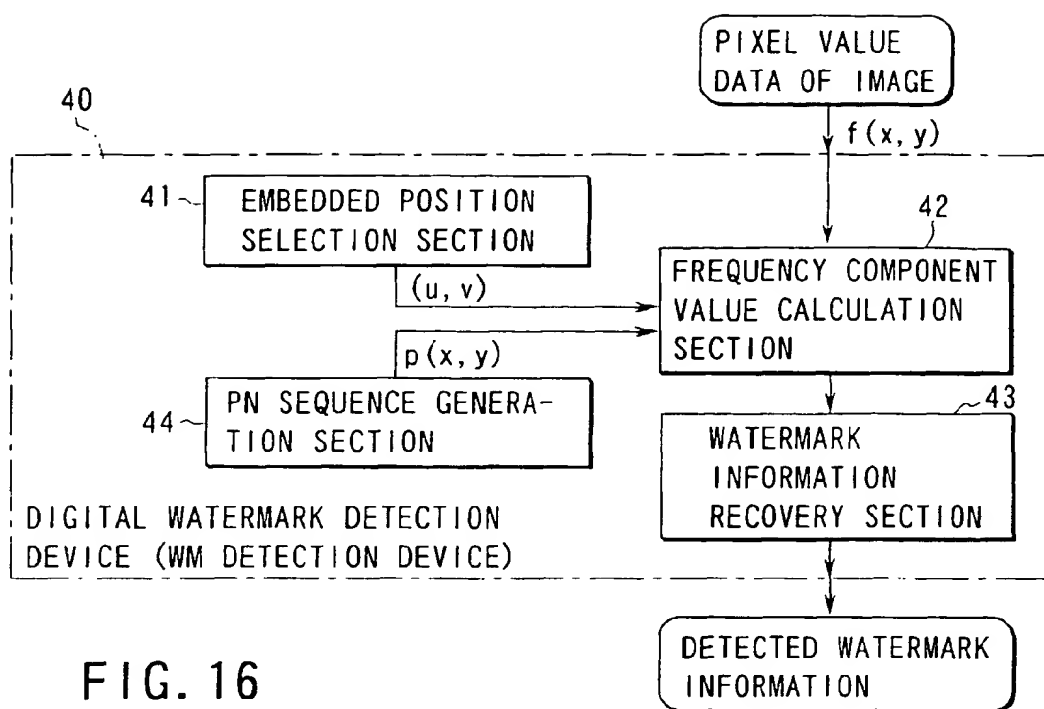 PIXEL VALUE
DATA OF IMAGE
40
f(x, y)
41
EMBEDDED POSITION
SELECTION SECTION
42
(u, v)
FREQUENCY COMPONENT
VALUE CALCULATION
SECTION
p(x, y)
44
PN SEQUENCE GENERA-
TION SECTION
43
WATERMARK
INFORMATION
RECOVERY SECTION
DIGITAL WATERMARK DETECTION
DEVICE (WM DETECTION DEVICE)
DETECTED WATERMARK
INFORMATION
FIG. 16